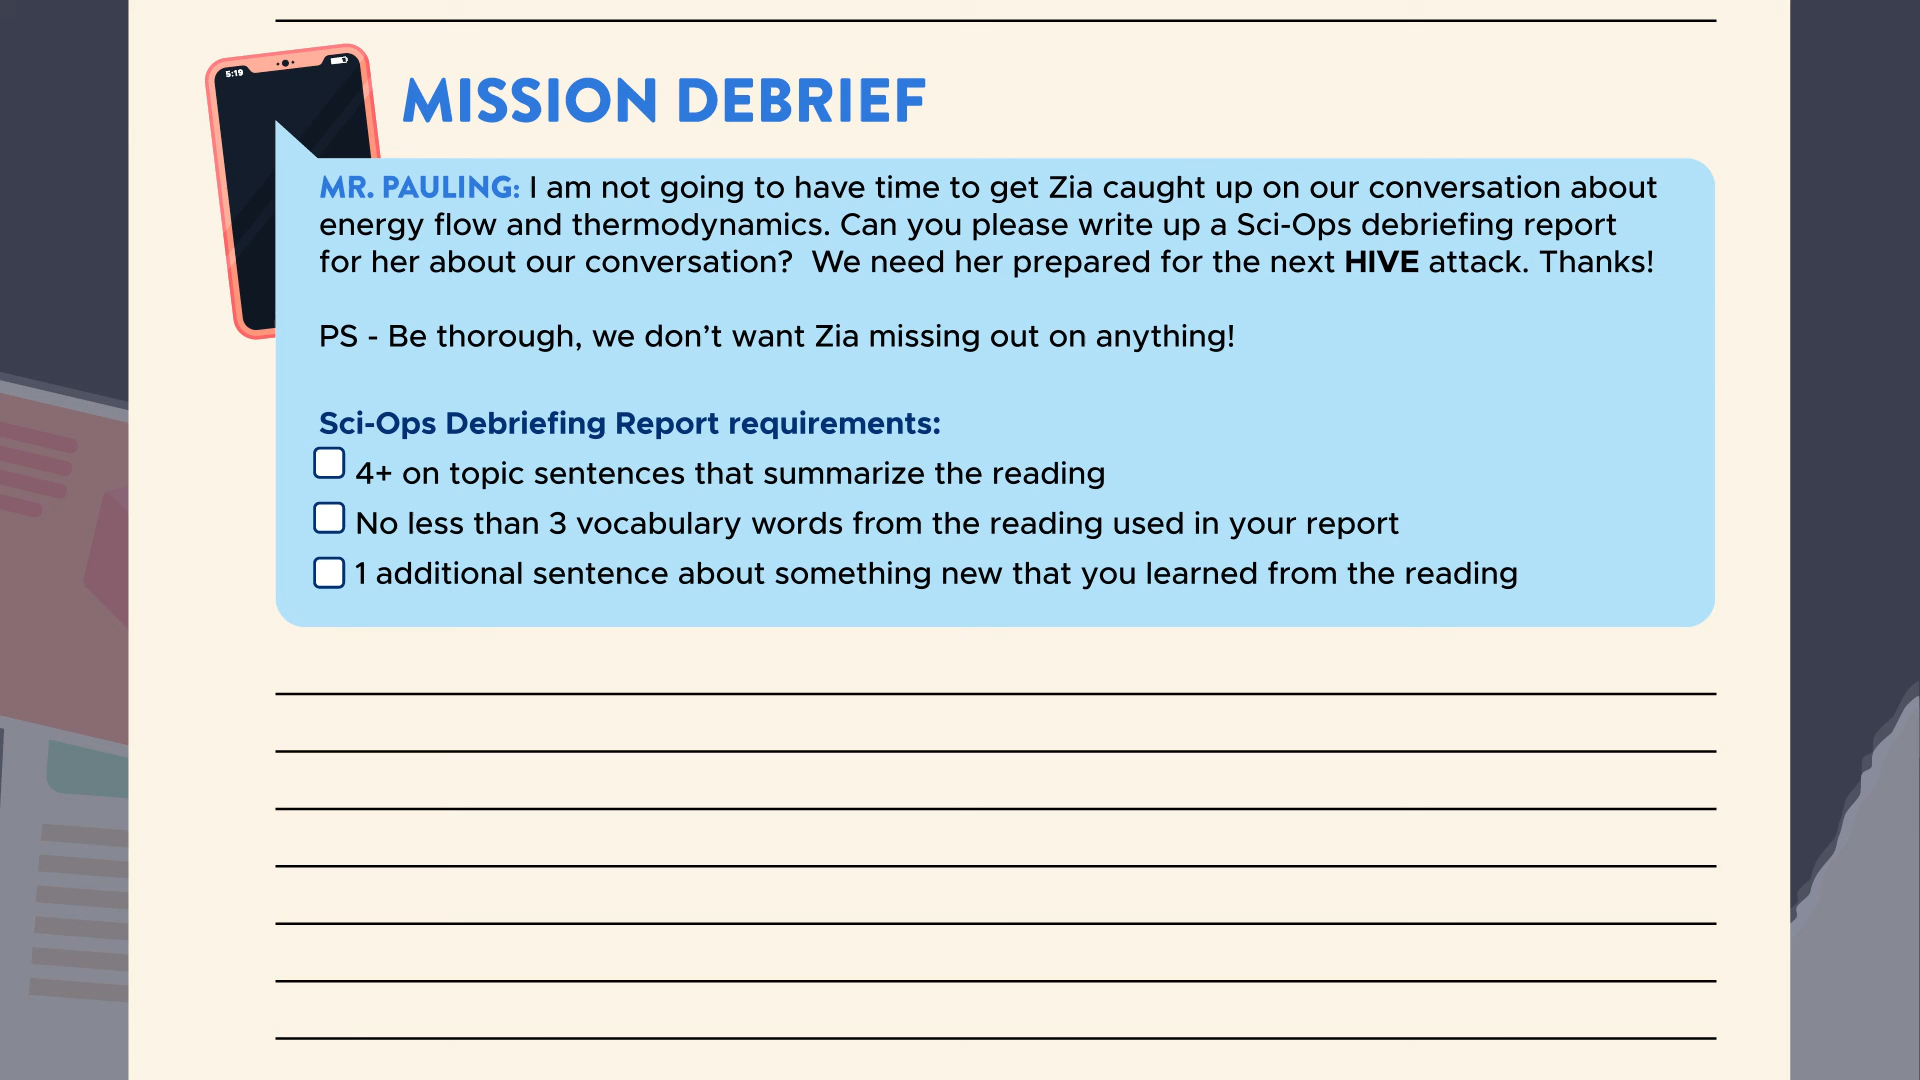 5:19
MISSION DEBRIEF
MR. PAULING: I am not going to have time to get Zia caught up on our conversation about
energy flow and thermodynamics. Can you please write up a Sci-Ops debriefing report
for her about our conversation?  We need her prepared for the next HIVE attack. Thanks!
PS - Be thorough, we don’t want Zia missing out on anything!
Sci-Ops Debriefing Report requirements:
4+ on topic sentences that summarize the reading
No less than 3 vocabulary words from the reading used in your report
1 additional sentence about something new that you learned from the reading